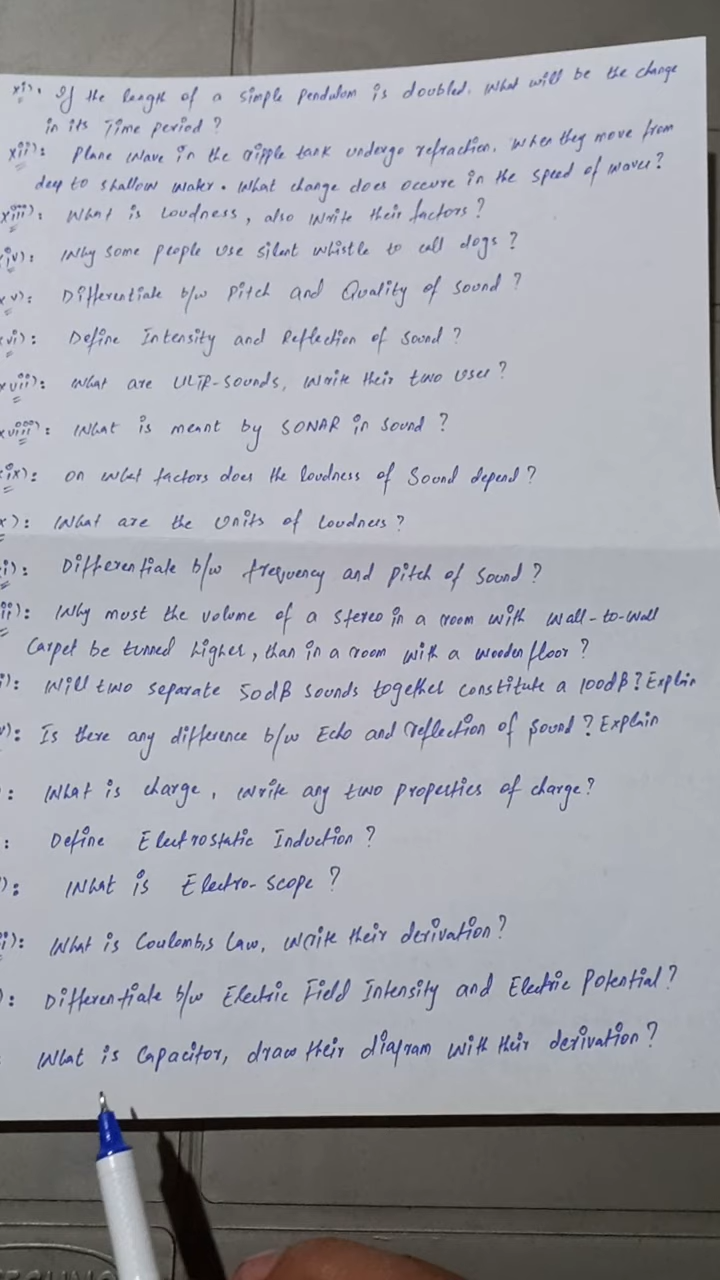 xi): If the length of a simple pendulum is doubled. What will be the change
in its Time period?
xii): Plane wave in the ripple tank undergo refraction. When they move from
deep to shallow water. What change does occure in the speed of waves?
xiii): What is Loudness, also write their factors?
xiv): Why some people use silent whistle to call dogs?
xv): Differentiate b/w Pitch and Quality of sound?
xvi): Define Intensity and Reflection of sound?
xvii): What are ULTR-sounds, Write their two uses?
xviii): What is meant by SONAR in sound?
ix): on what factors does the loudness of Sound depend?
x): What are the Units of Loudness?
i): Differentiate b/w frequency and pitch of sound?
ii): Why must the volume of a stereo in a room with wall-to-wall
Carpet be tunned higher, than in a room with a wooden floor?
i): Will two separate 50dβ sounds together constitute a 100dβ? Explain
v): Is there any difference b/w Echo and reflection of sound? Explain
: What is charge, write any two properties of charge?
: Define Electrostatic Induction?
): What is Electro-scope?
ii): What is Coulomb,s Law, Write their derivation?
): Differentiate b/w Electric Field Intensity and Electric Potential?
What is Capacitor, draw their diagram with their derivation?